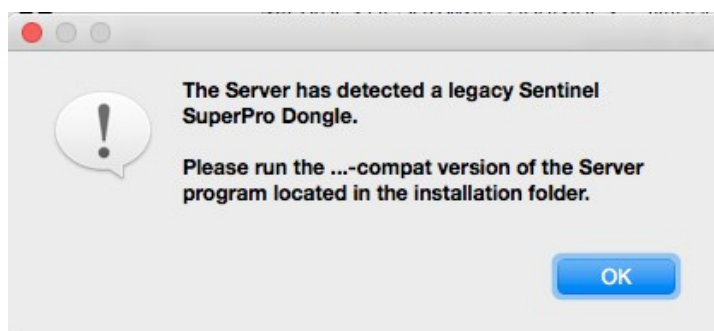 The Server has detected a legacy Sentinel
SuperPro Dongle.
Please run the ...-compat version of the Server
program located in the installation folder.
OK